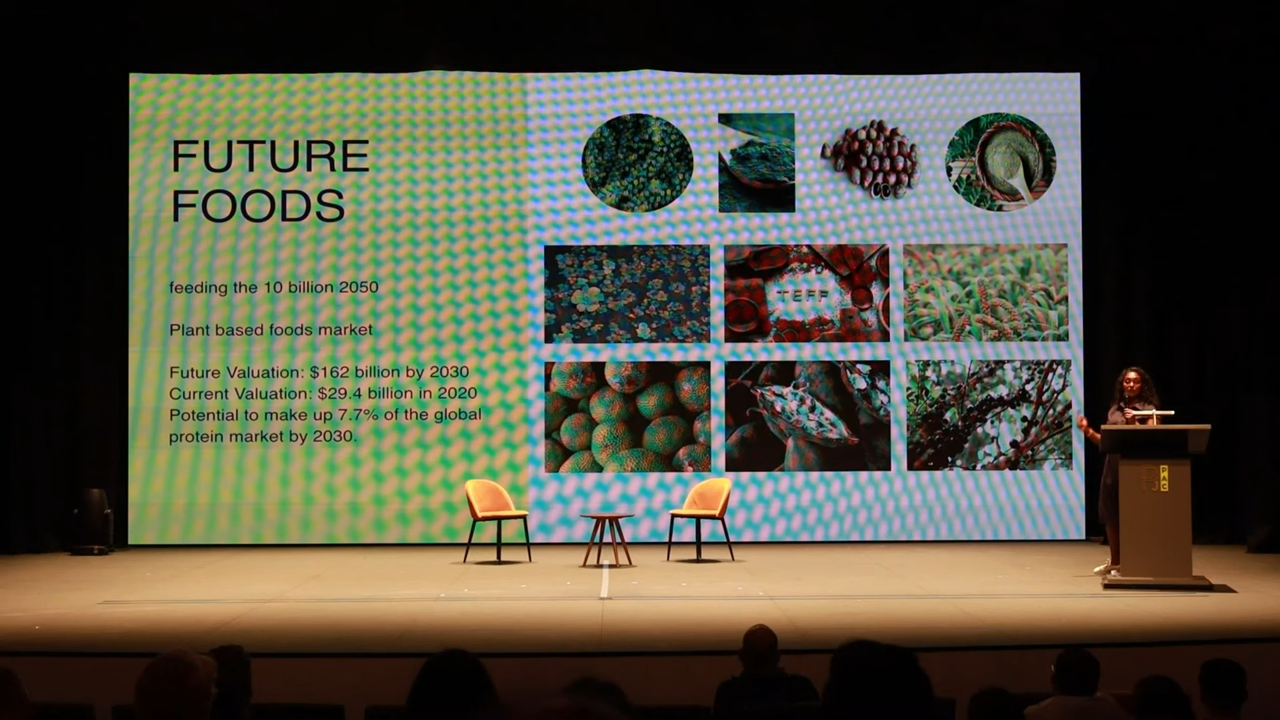 FUTURE
FOODS
feeding the 10 billion 2050
Plant based foods market
Future Valuation: $162 billion by 2030
Current Valuation: $29.4 billion in 2020
Potential to make up 7.7% of the global
protein market by 2030.
TEFF
PAC